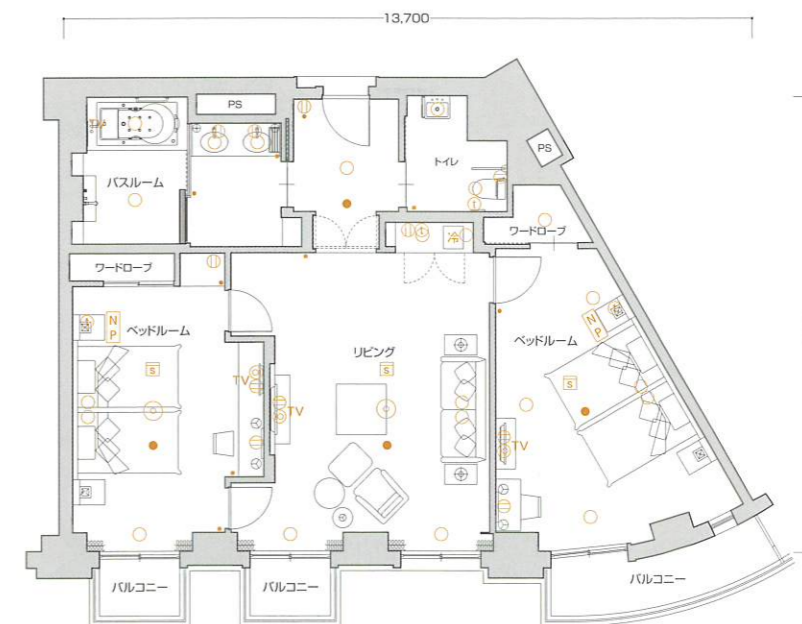 13,700
PS
PS
トイレ
バスルーム
ワードローブ
ワードローブ
N
P
ベッドルーム
リビング
N
P
ベッドルーム
S
S
S
TV
TV
TV
バルコニー
バルコニー
バルコニー